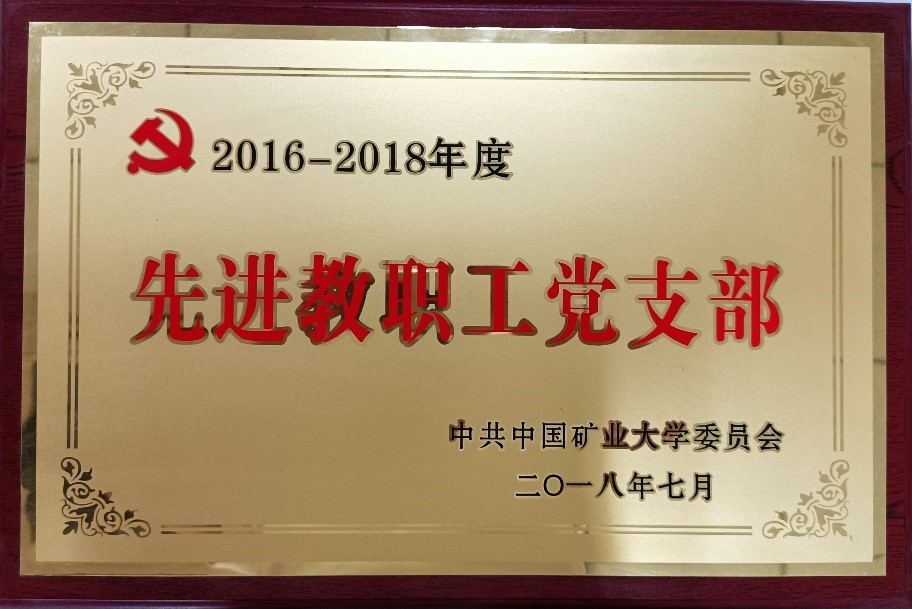 2016-2018年度
先进教职工党支部
中共中国矿业大学委员会
二〇一八年七月